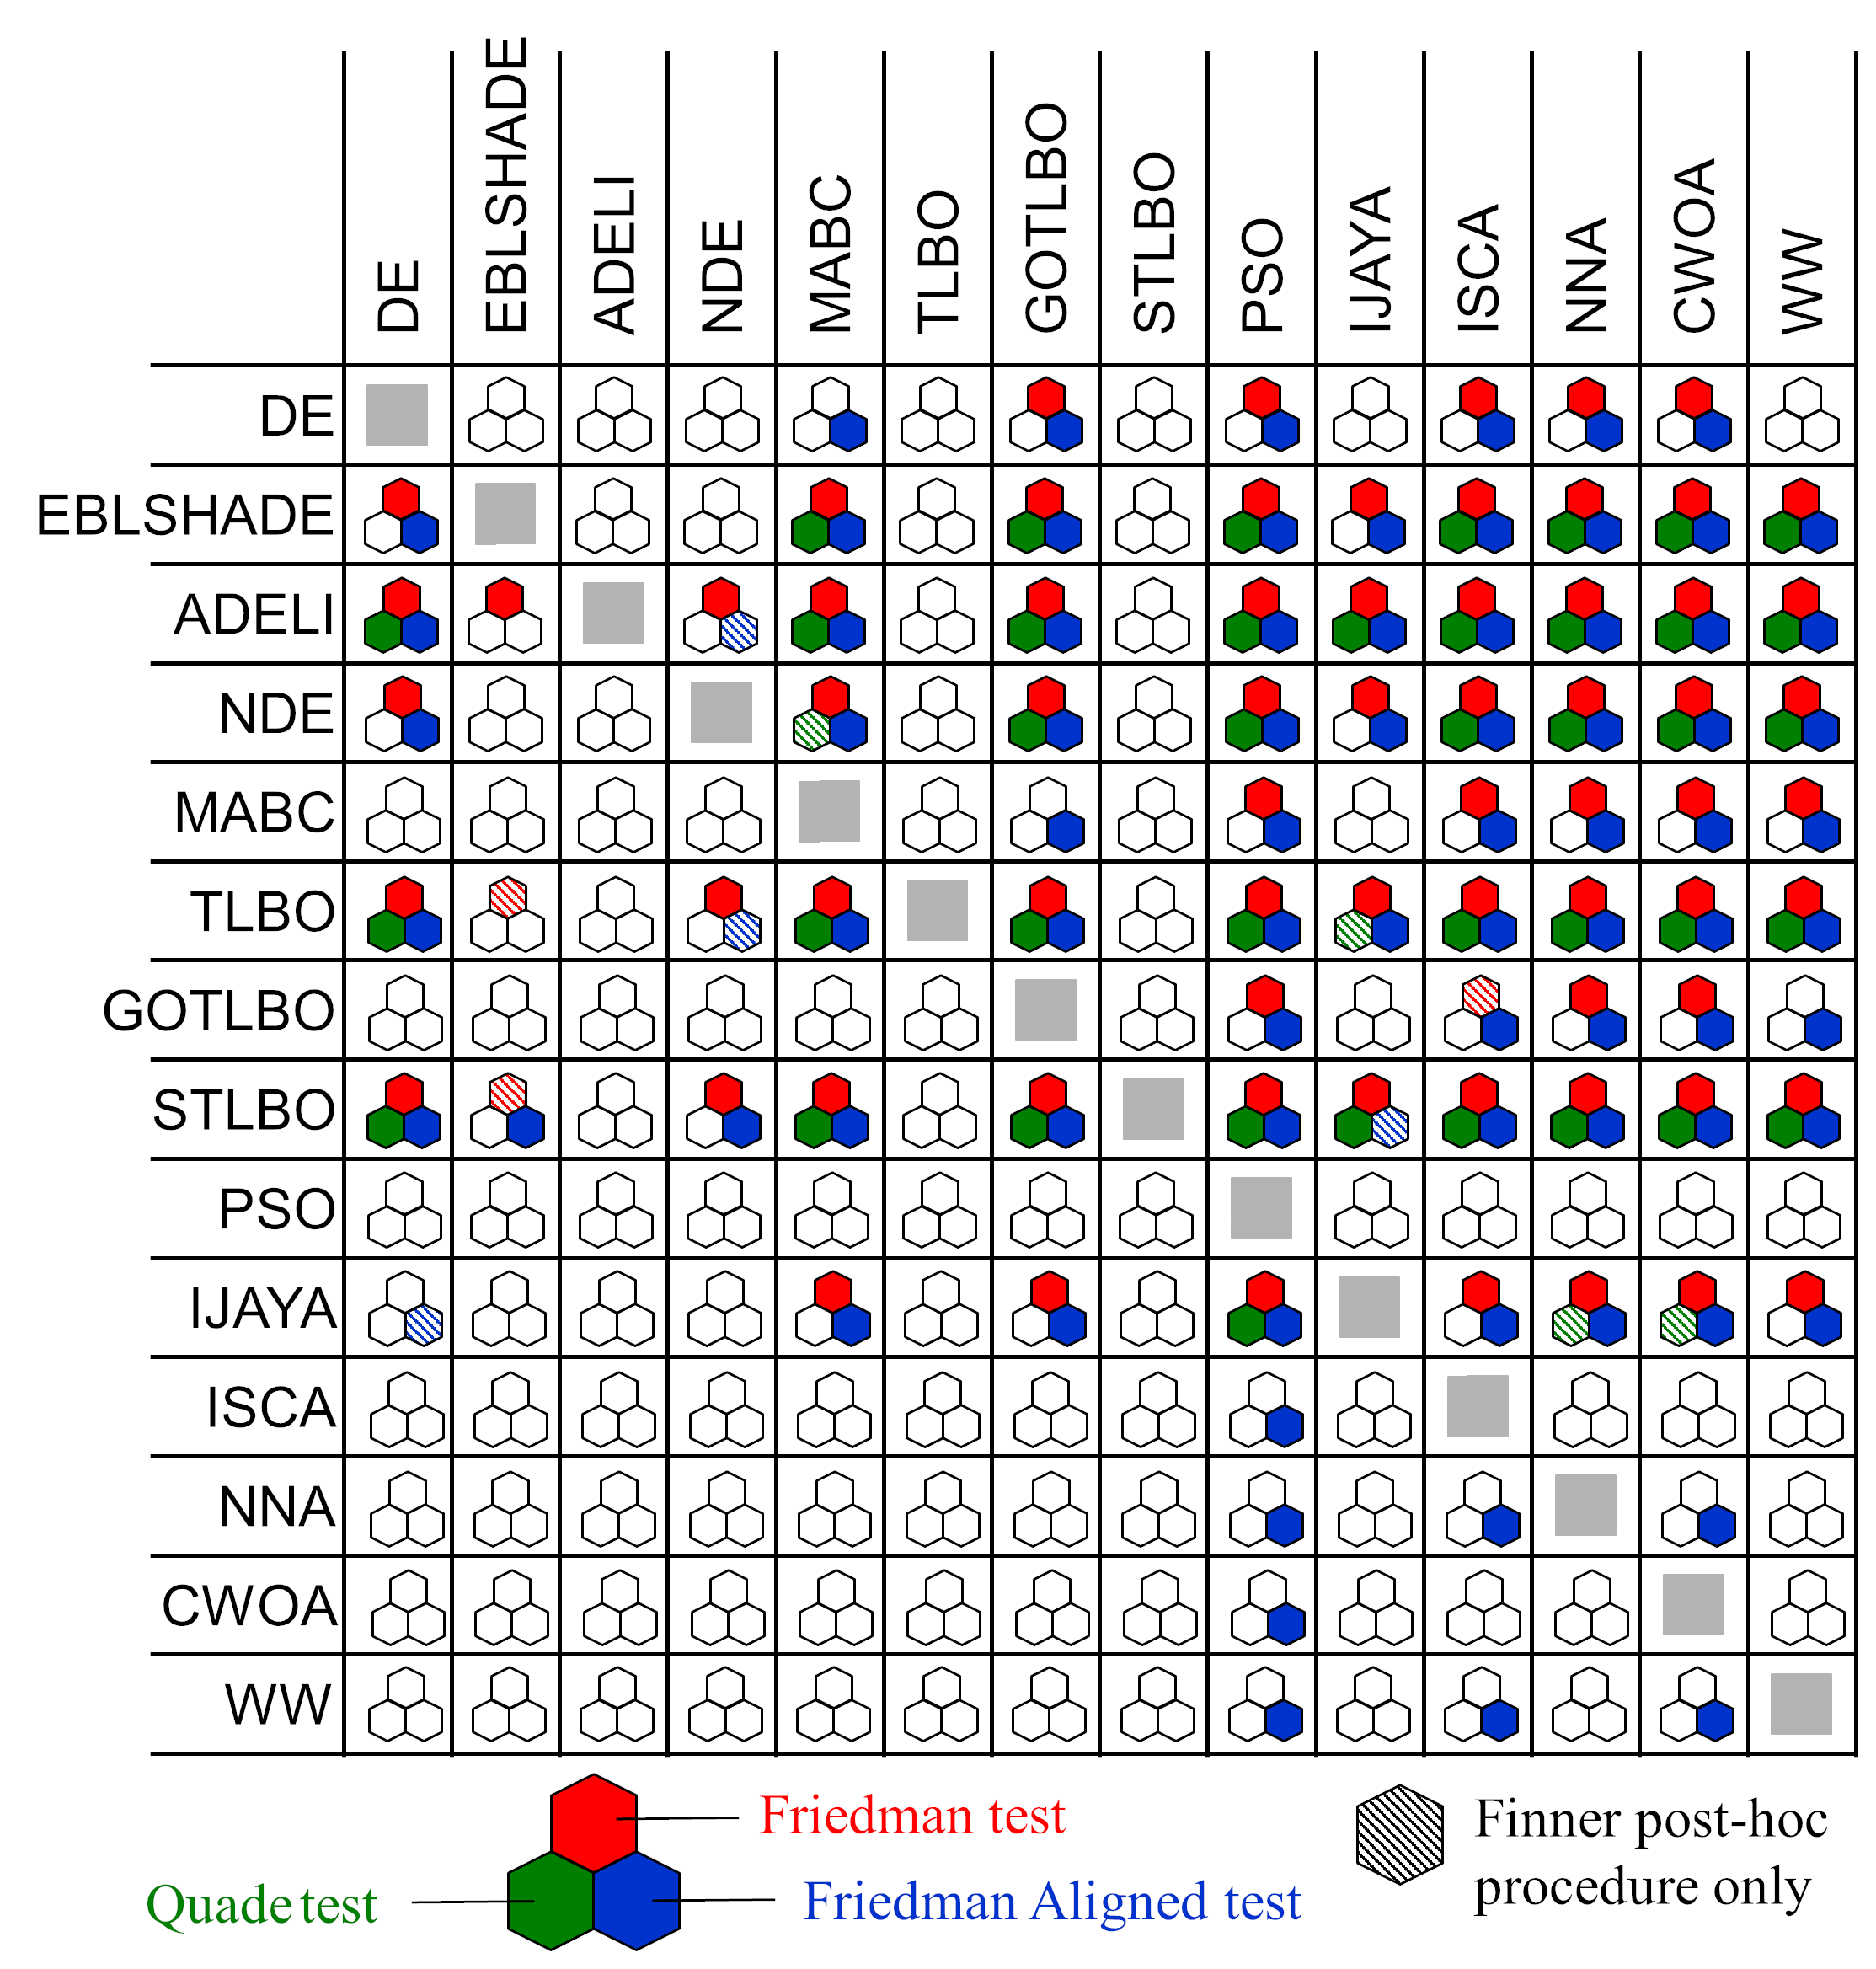 DE
EBLSHADE
ADELI
NDE
MABC
TLBO
GOTLBO
STLBO
PSO
IJAYA
ISCA
NNA
CWOA
WW
DE
EBLSHADE
ADELI
NDE
MABC
TLBO
GOTLBO
STLBO
PSO
IJAYA
ISCA
NNA
CWOA
WW
Friedman test
Quade test
Friedman Aligned test
Finner post-hoc
procedure only